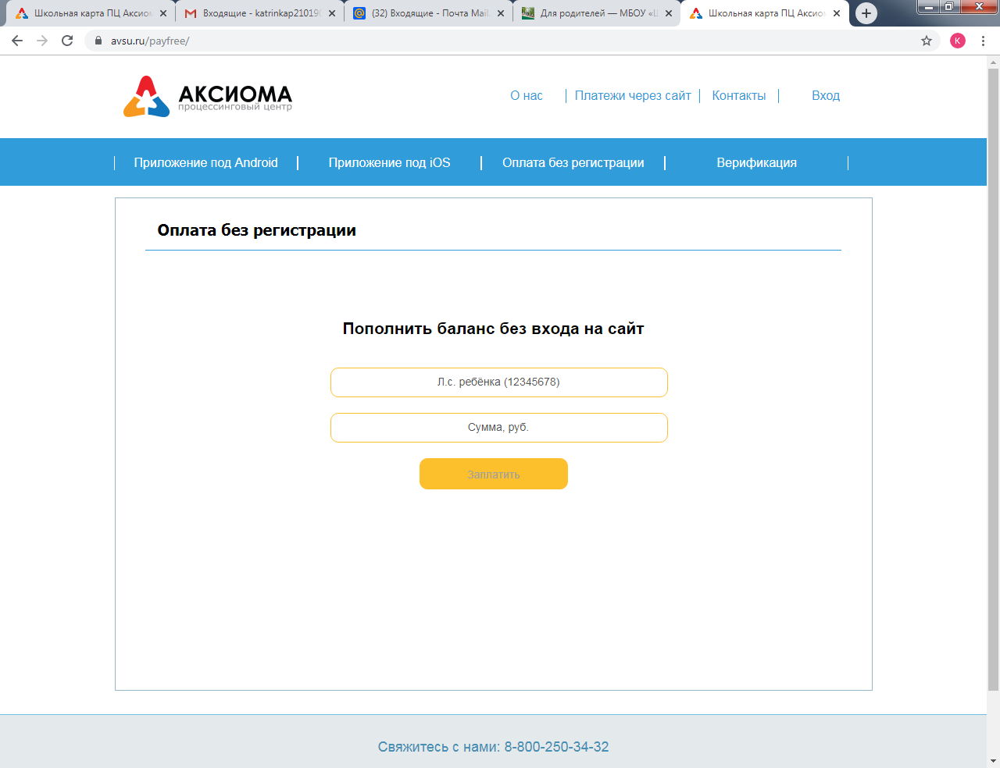 Школьная карта ПЦ Аксиом
Входящие - katrinkap21019
(32) Входящие - Почта Mail
Для родителей — МБОУ «Ш
Школьная карта ПЦ Аксиом
avsu.ru/payfree/
K
АКСИОМА
процессинговый центр
О нас
Платежи через сайт
Контакты
Вход
Приложение под Android
Приложение под iOS
Оплата без регистрации
Верификация
Оплата без регистрации
Пополнить баланс без входа на сайт
Л.с. ребёнка (12345678)
Сумма, руб.
Заплатить
Свяжитесь с нами: 8-800-250-34-32